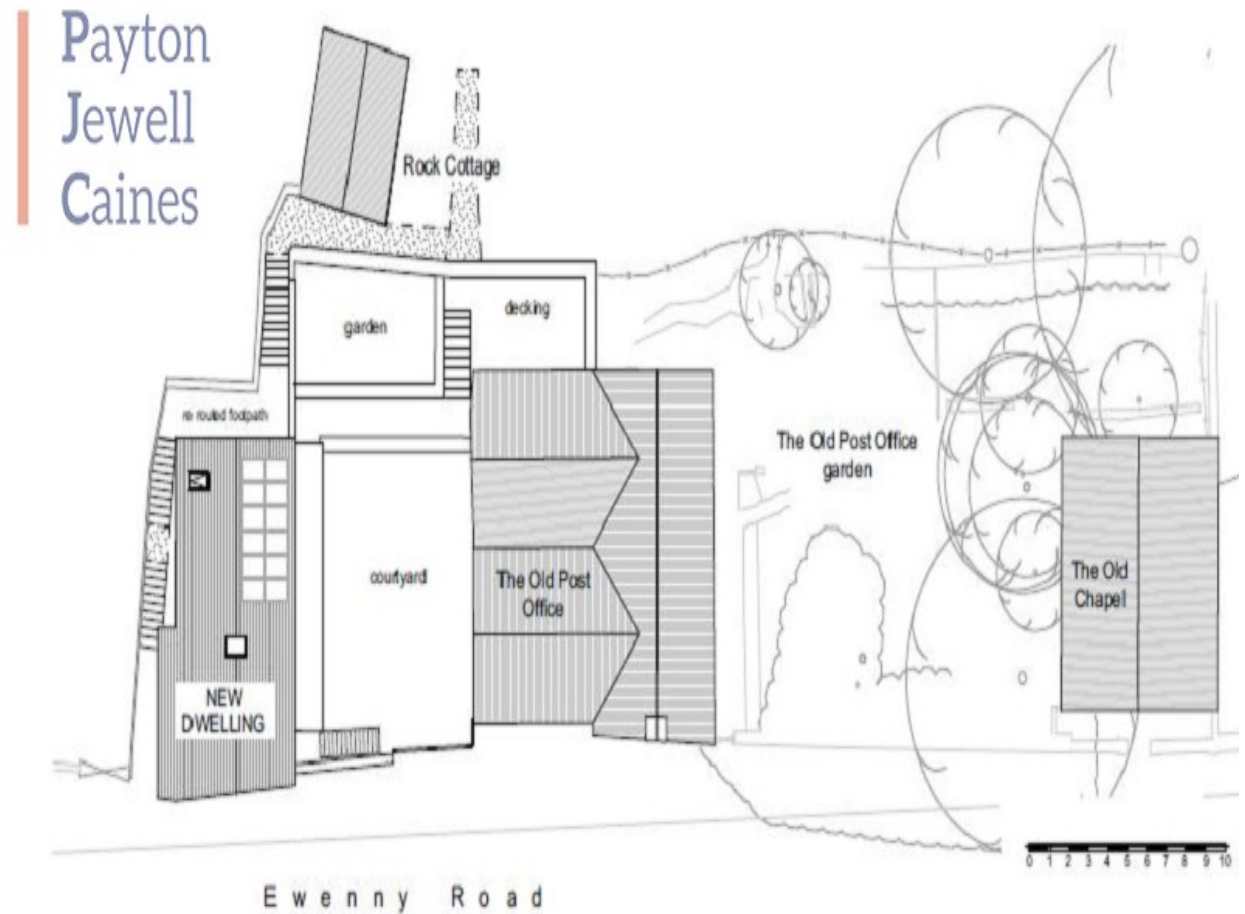 Payton
Jewell
Caines
Rock Cottage
garden
decking
re routed footpath
The Old Post Office
garden
courtyard
The Old Post
Office
The Old
Chapel
NEW
DWELLING
0 1 2 3 4 5 6 7 8 9 10
Ewenny Road